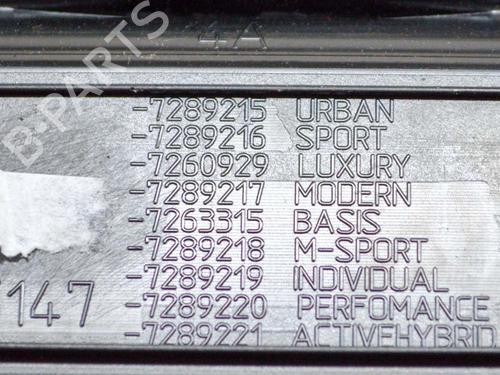 4A
-7289215 URBAN
-7289216 SPORT
-7260929 LUXURY
-7289217 MODERN
-7263315 BASIS
-7289218 M-SPORT
-7289219 INDIVIDUAL
147 -7289220 PERFOMANCE
-7289221 ACTIVEHYBRID
B-PARTS